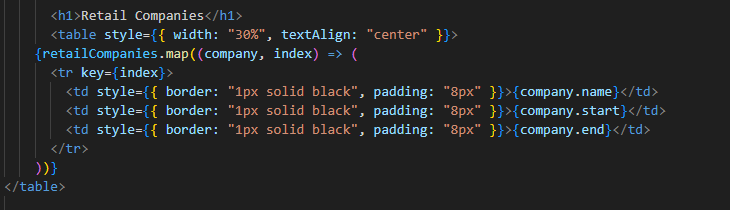 <h1>Retail Companies</h1>
<table style={{ width: "30%", textAlign: "center" }}>
{retailCompanies.map((company, index) => (
<tr key={index}>
<td style={{ border: "1px solid black", padding: "8px" }}>{company.name}</td>
<td style={{ border: "1px solid black", padding: "8px" }}>{company.start}</td>
<td style={{ border: "1px solid black", padding: "8px" }}>{company.end}</td>
</tr>
))}
</table>